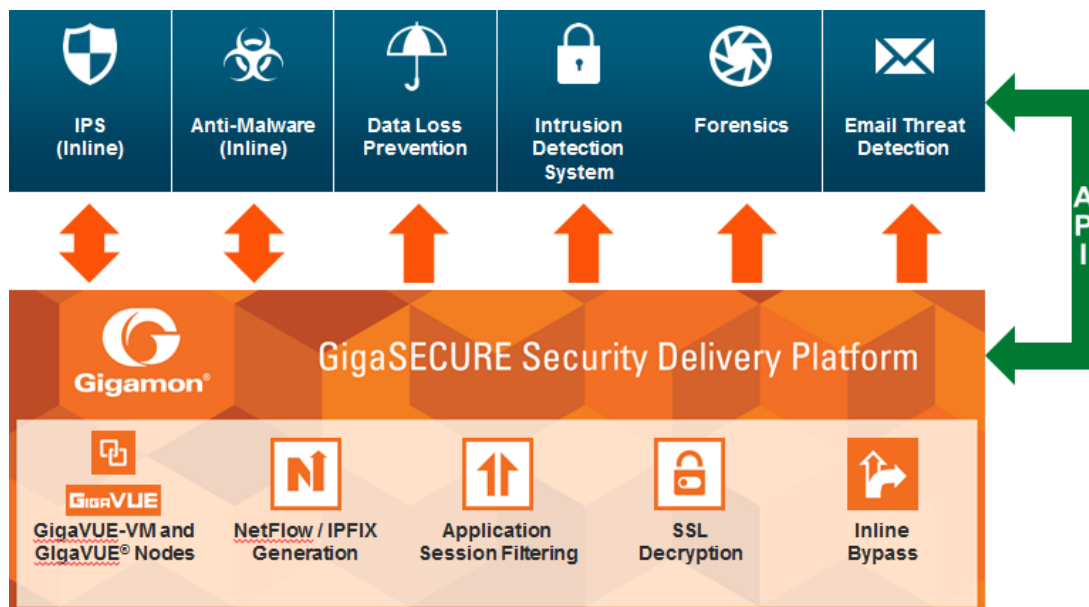 IPS
(Inline)
Anti-Malware
(Inline)
Data Loss
Prevention
Intrusion
Detection
System
Forensics
Email Threat
Detection
A
P
I
Gigamon®
GigaSECURE Security Delivery Platform
GIGAVUE
GigaVUE-VM and
GIgaVUE® Nodes
NetFlow / IPFIX
Generation
Application
Session Filtering
SSL
Decryption
Inline
Bypass